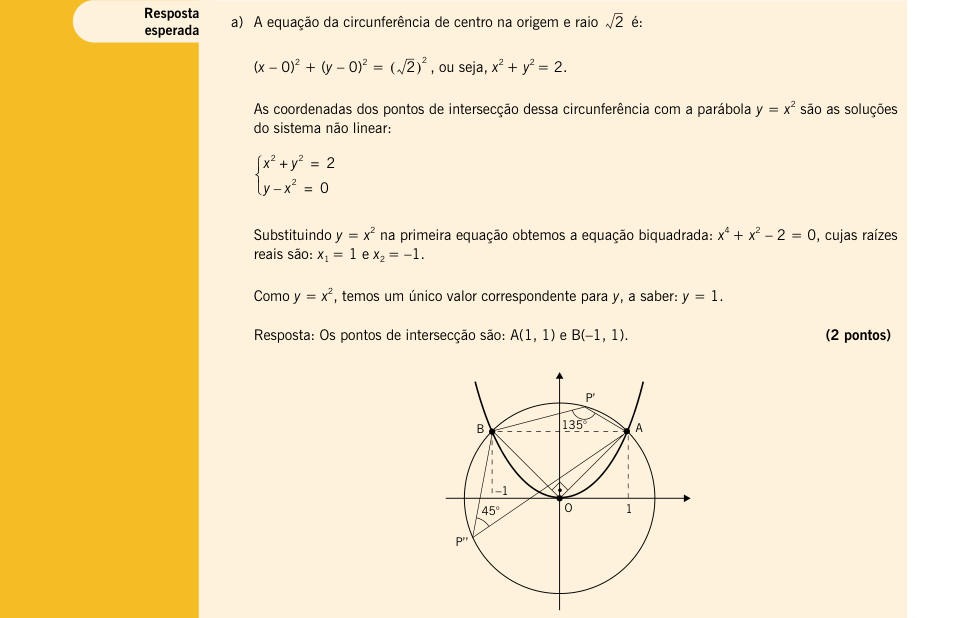 Resposta
esperada
a) A equação da circunferência de centro na origem e raio √2 é:
(x – 0)² + (y – 0)² = (√2)², ou seja, x² + y² = 2.
As coordenadas dos pontos de intersecção dessa circunferência com a parábola y = x² são as soluções
do sistema não linear:
x² + y² = 2
y – x² = 0
Substituindo y = x² na primeira equação obtemos a equação biquadrada: x⁴ + x² – 2 = 0, cujas raízes
reais são: x₁ = 1 e x₂ = –1.
Como y = x², temos um único valor correspondente para y, a saber: y = 1.
Resposta: Os pontos de intersecção são: A(1, 1) e B(–1, 1). (2 pontos)
P'
B 135° A
–1
45° O 1
P''